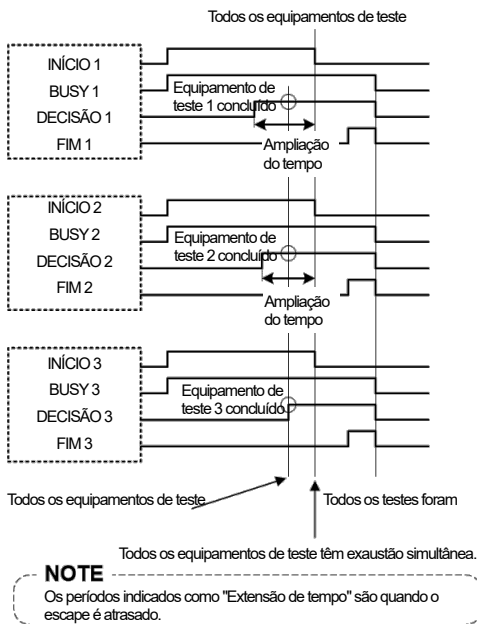 Todos os equipamentos de teste
INÍCIO 1
BUSY 1
DECISÃO 1
FIM 1
Equipamento de
teste 1 concluído
Ampliação
do tempo
INÍCIO 2
BUSY 2
DECISÃO 2
FIM 2
Equipamento de
teste 2 concluído
Ampliação
do tempo
INÍCIO 3
BUSY 3
DECISÃO 3
FIM 3
Equipamento de
teste 3 concluído
Todos os equipamentos de teste
Todos os testes foram
Todos os equipamentos de teste têm exaustão simultânea.
NOTE
Os períodos indicados como "Extensão de tempo" são quando o
escape é atrasado.